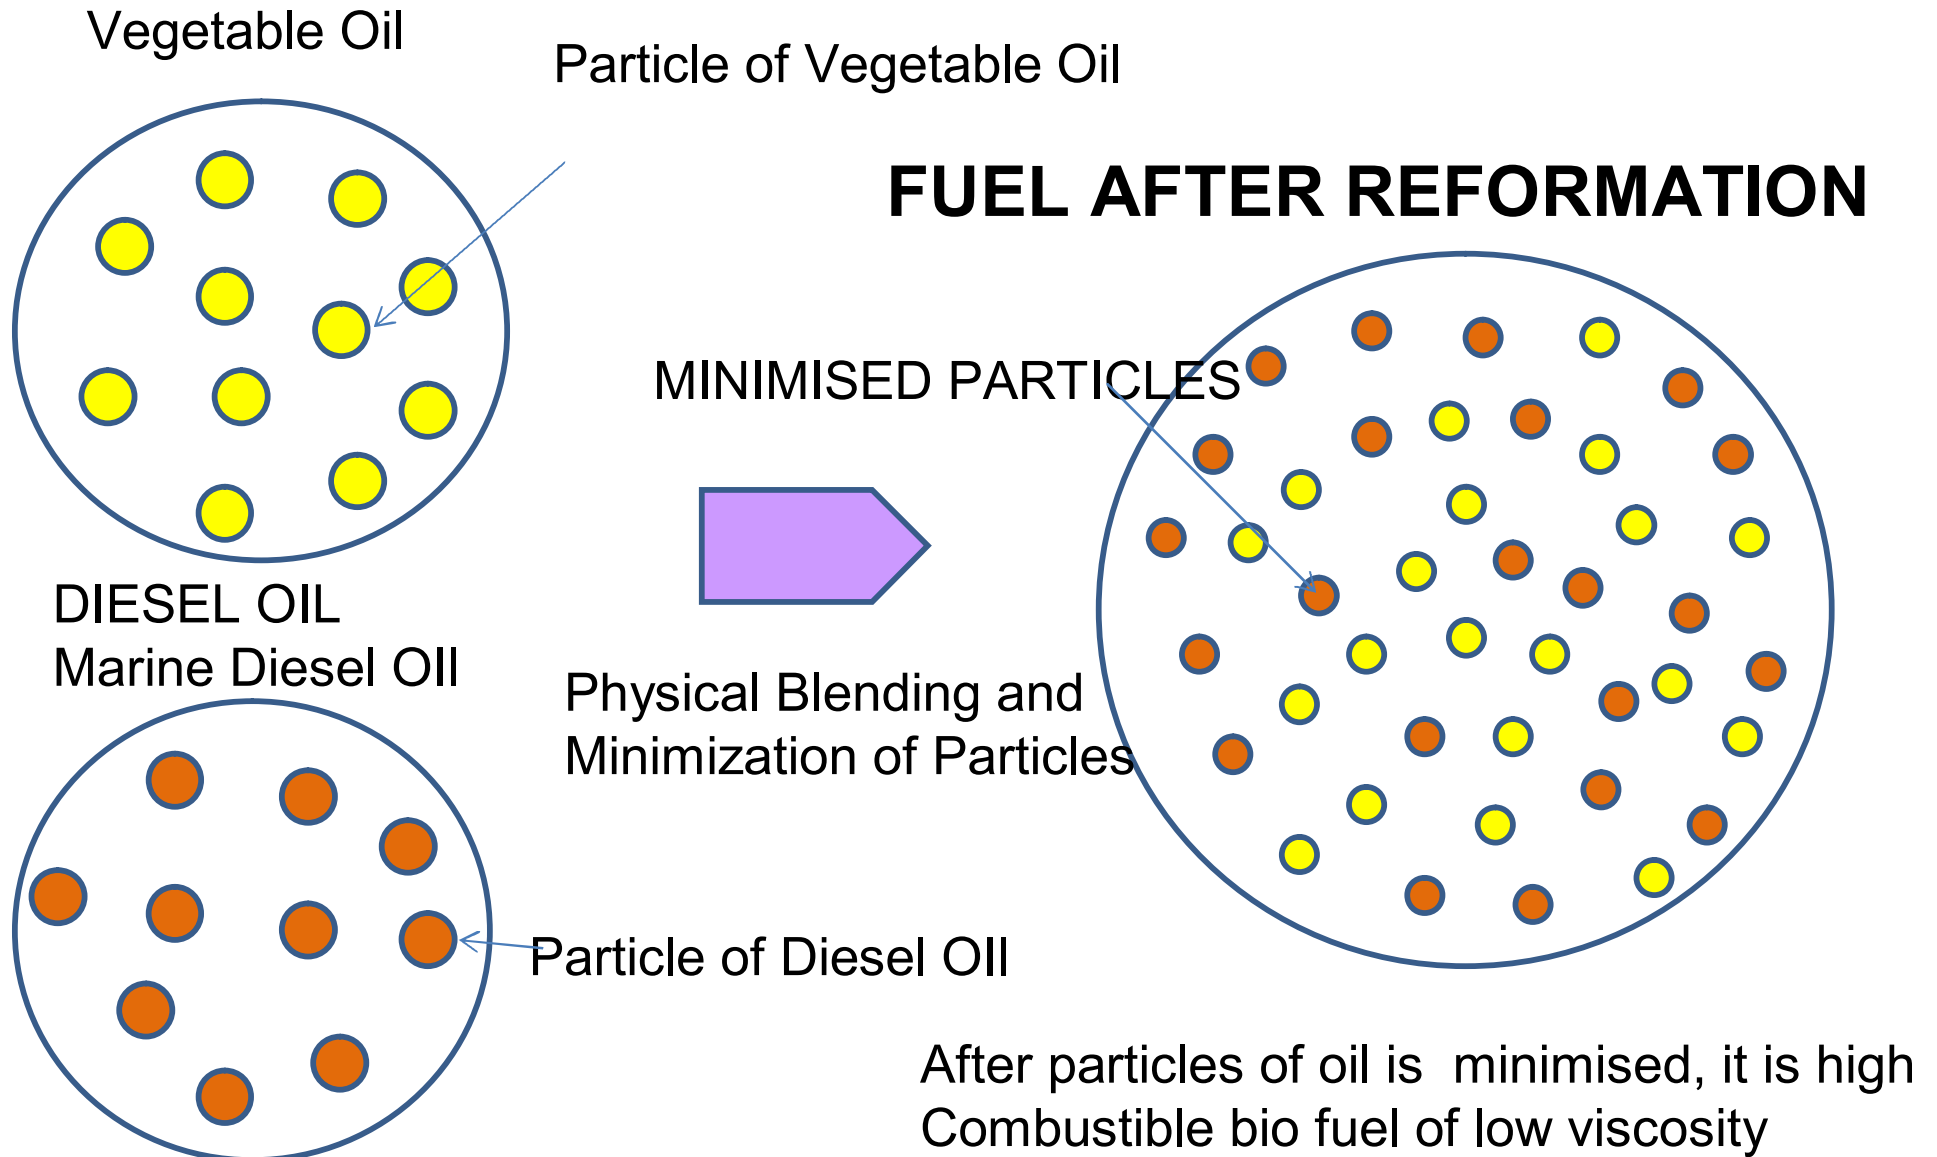 Vegetable Oil
Particle of Vegetable Oil
FUEL AFTER REFORMATION
MINIMISED PARTICLES
DIESEL OIL
Marine Diesel OIl
Physical Blending and
Minimization of Particles
Particle of Diesel OIl
After particles of oil is  minimised, it is high
Combustible bio fuel of low viscosity